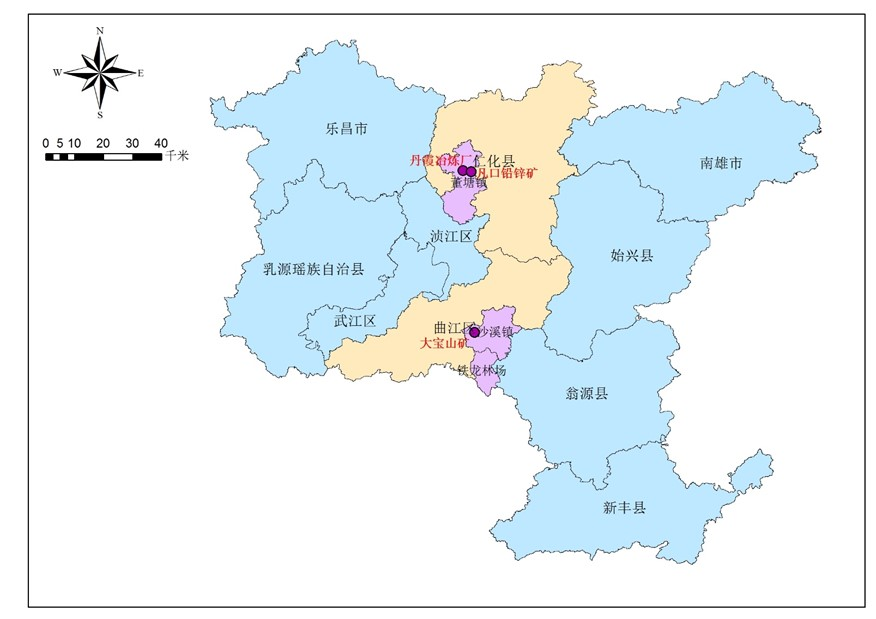 N
W
E
S
0 5 10 20 30 40
千米
乐昌市
南雄市
丹霞冶炼厂
仁化县
凡口铅锌矿
董塘镇
浈江区
始兴县
乳源瑶族自治县
武江区
曲江区
沙溪镇
大宝山矿
铁龙林场
翁源县
新丰县